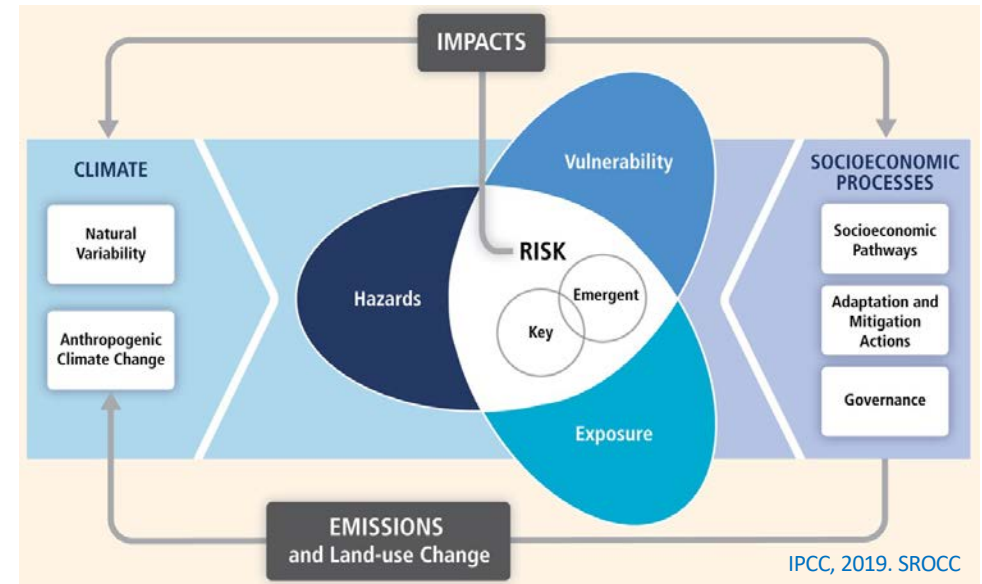 IMPACTS
CLIMATE
Natural
Variability
Anthropogenic
Climate Change
Vulnerability
Hazards
RISK
Emergent
Key
Exposure
SOCIOECONOMIC
PROCESSES
Socioeconomic
Pathways
Adaptation and
Mitigation
Actions
Governance
EMISSIONS
and Land-use Change
IPCC, 2019. SROCC